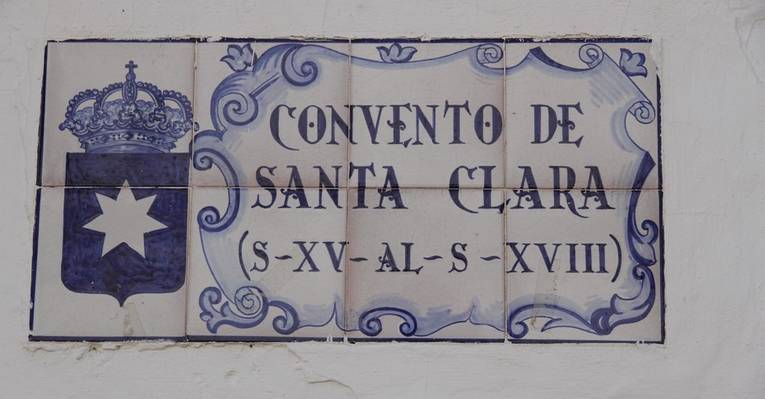 CONVENTO DE
SANTA CLARA
(S-XV-AL-S-XVIII)